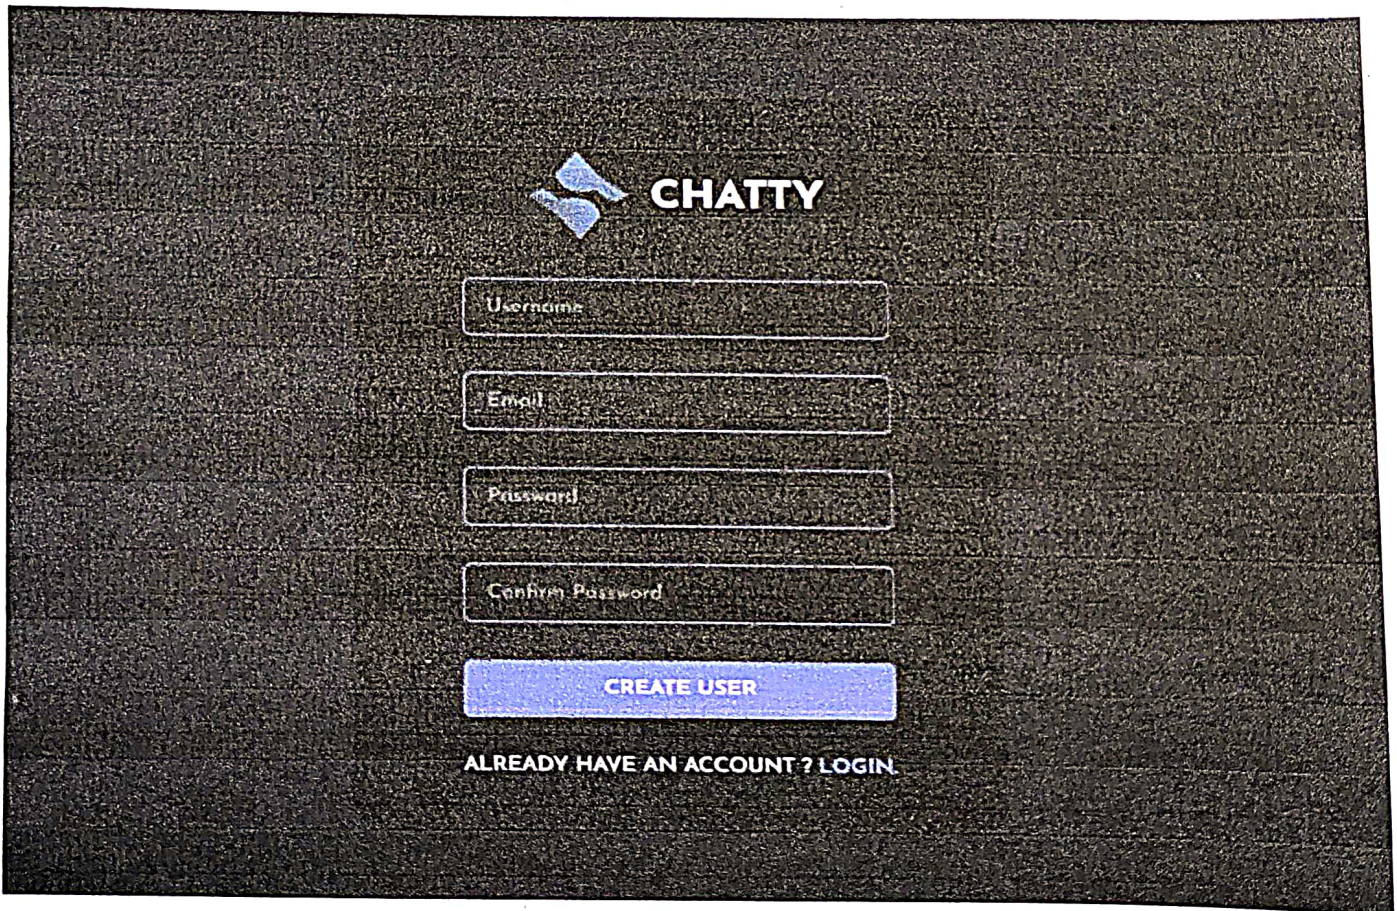 CHATTY
Username
Email
Password
Confirm Password
CREATE USER
ALREADY HAVE AN ACCOUNT ? LOGIN.